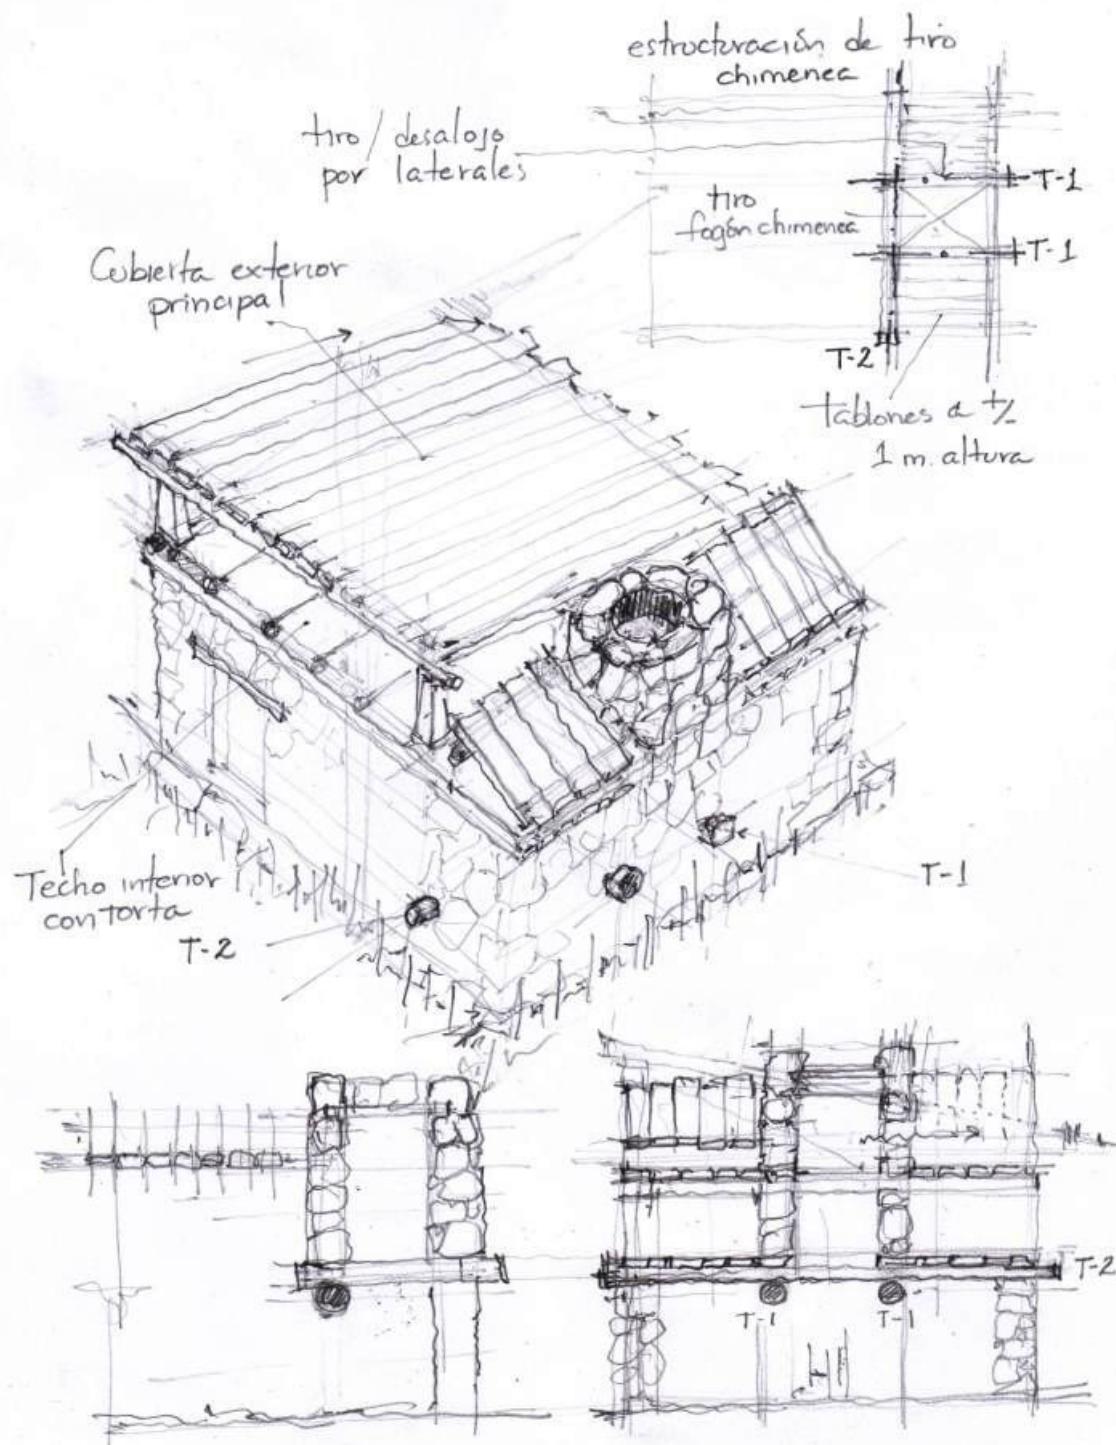 estructuración de tiro
chimenea
tiro / desalojo
por laterales
T-1
tiro
fogón chimenea
T-1
Cubierta exterior
principal
T-2
tablones a +/-
1 m. altura
T-1
Techo interior
con torta
T-2
T-2
T-1
T-1